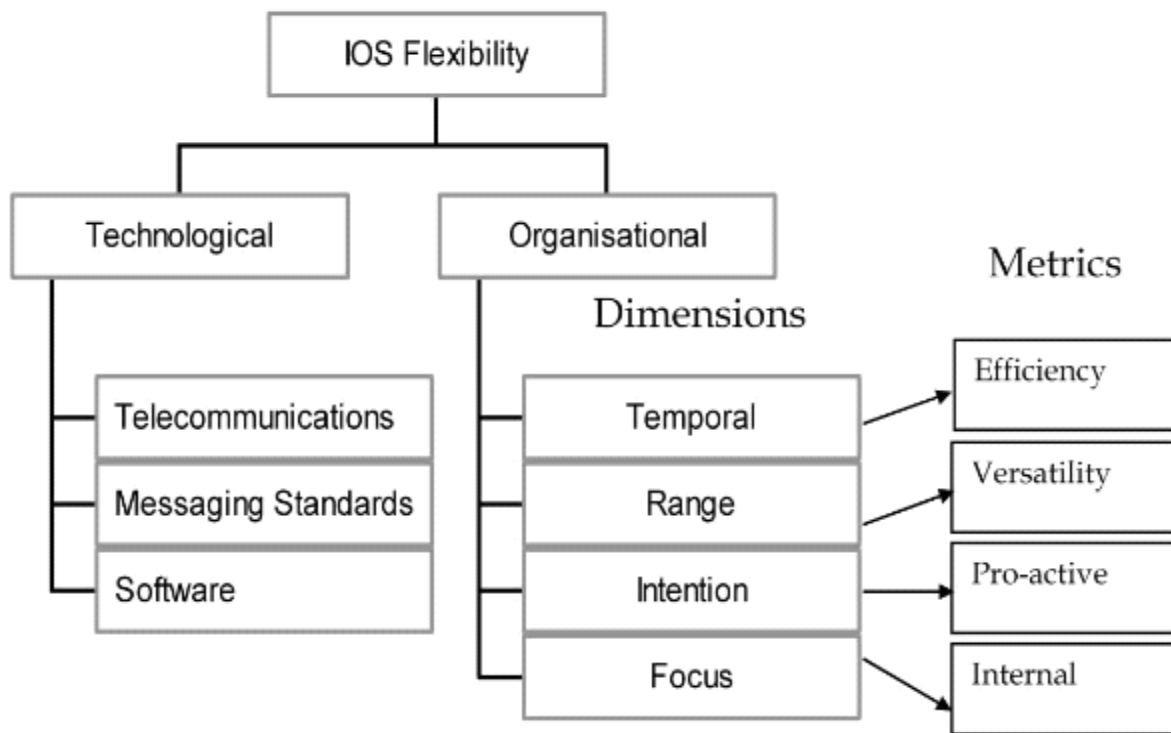 IOS Flexibility
Technological
Organisational
Metrics
Dimensions
Efficiency
Telecommunications
Temporal
Versatility
Messaging Standards
Range
Pro-active
Software
Intention
Internal
Focus